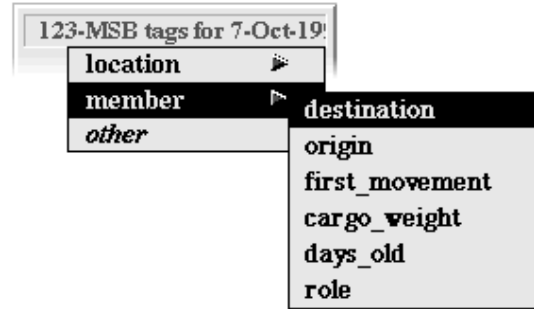 123-MSB tags for 7-Oct-19
location
member
other
destination
origin
first_movement
cargo_weight
days_old
role